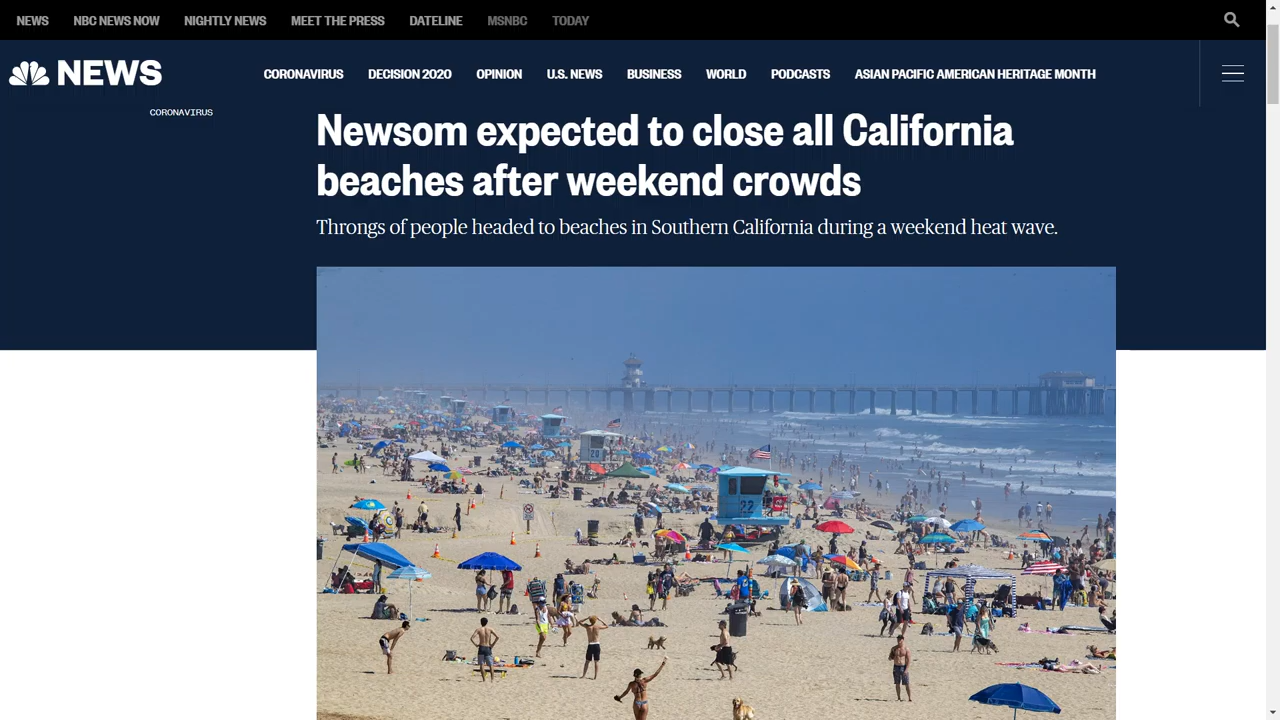 NEWS NBC NEWS NOW NIGHTLY NEWS MEET THE PRESS DATELINE MSNBC TODAY
NEWS CORONAVIRUS DECISION 2020 OPINION U.S. NEWS BUSINESS WORLD PODCASTS ASIAN PACIFIC AMERICAN HERITAGE MONTH
CORONAVIRUS
Newsom expected to close all California
beaches after weekend crowds
Throngs of people headed to beaches in Southern California during a weekend heat wave.
20
22